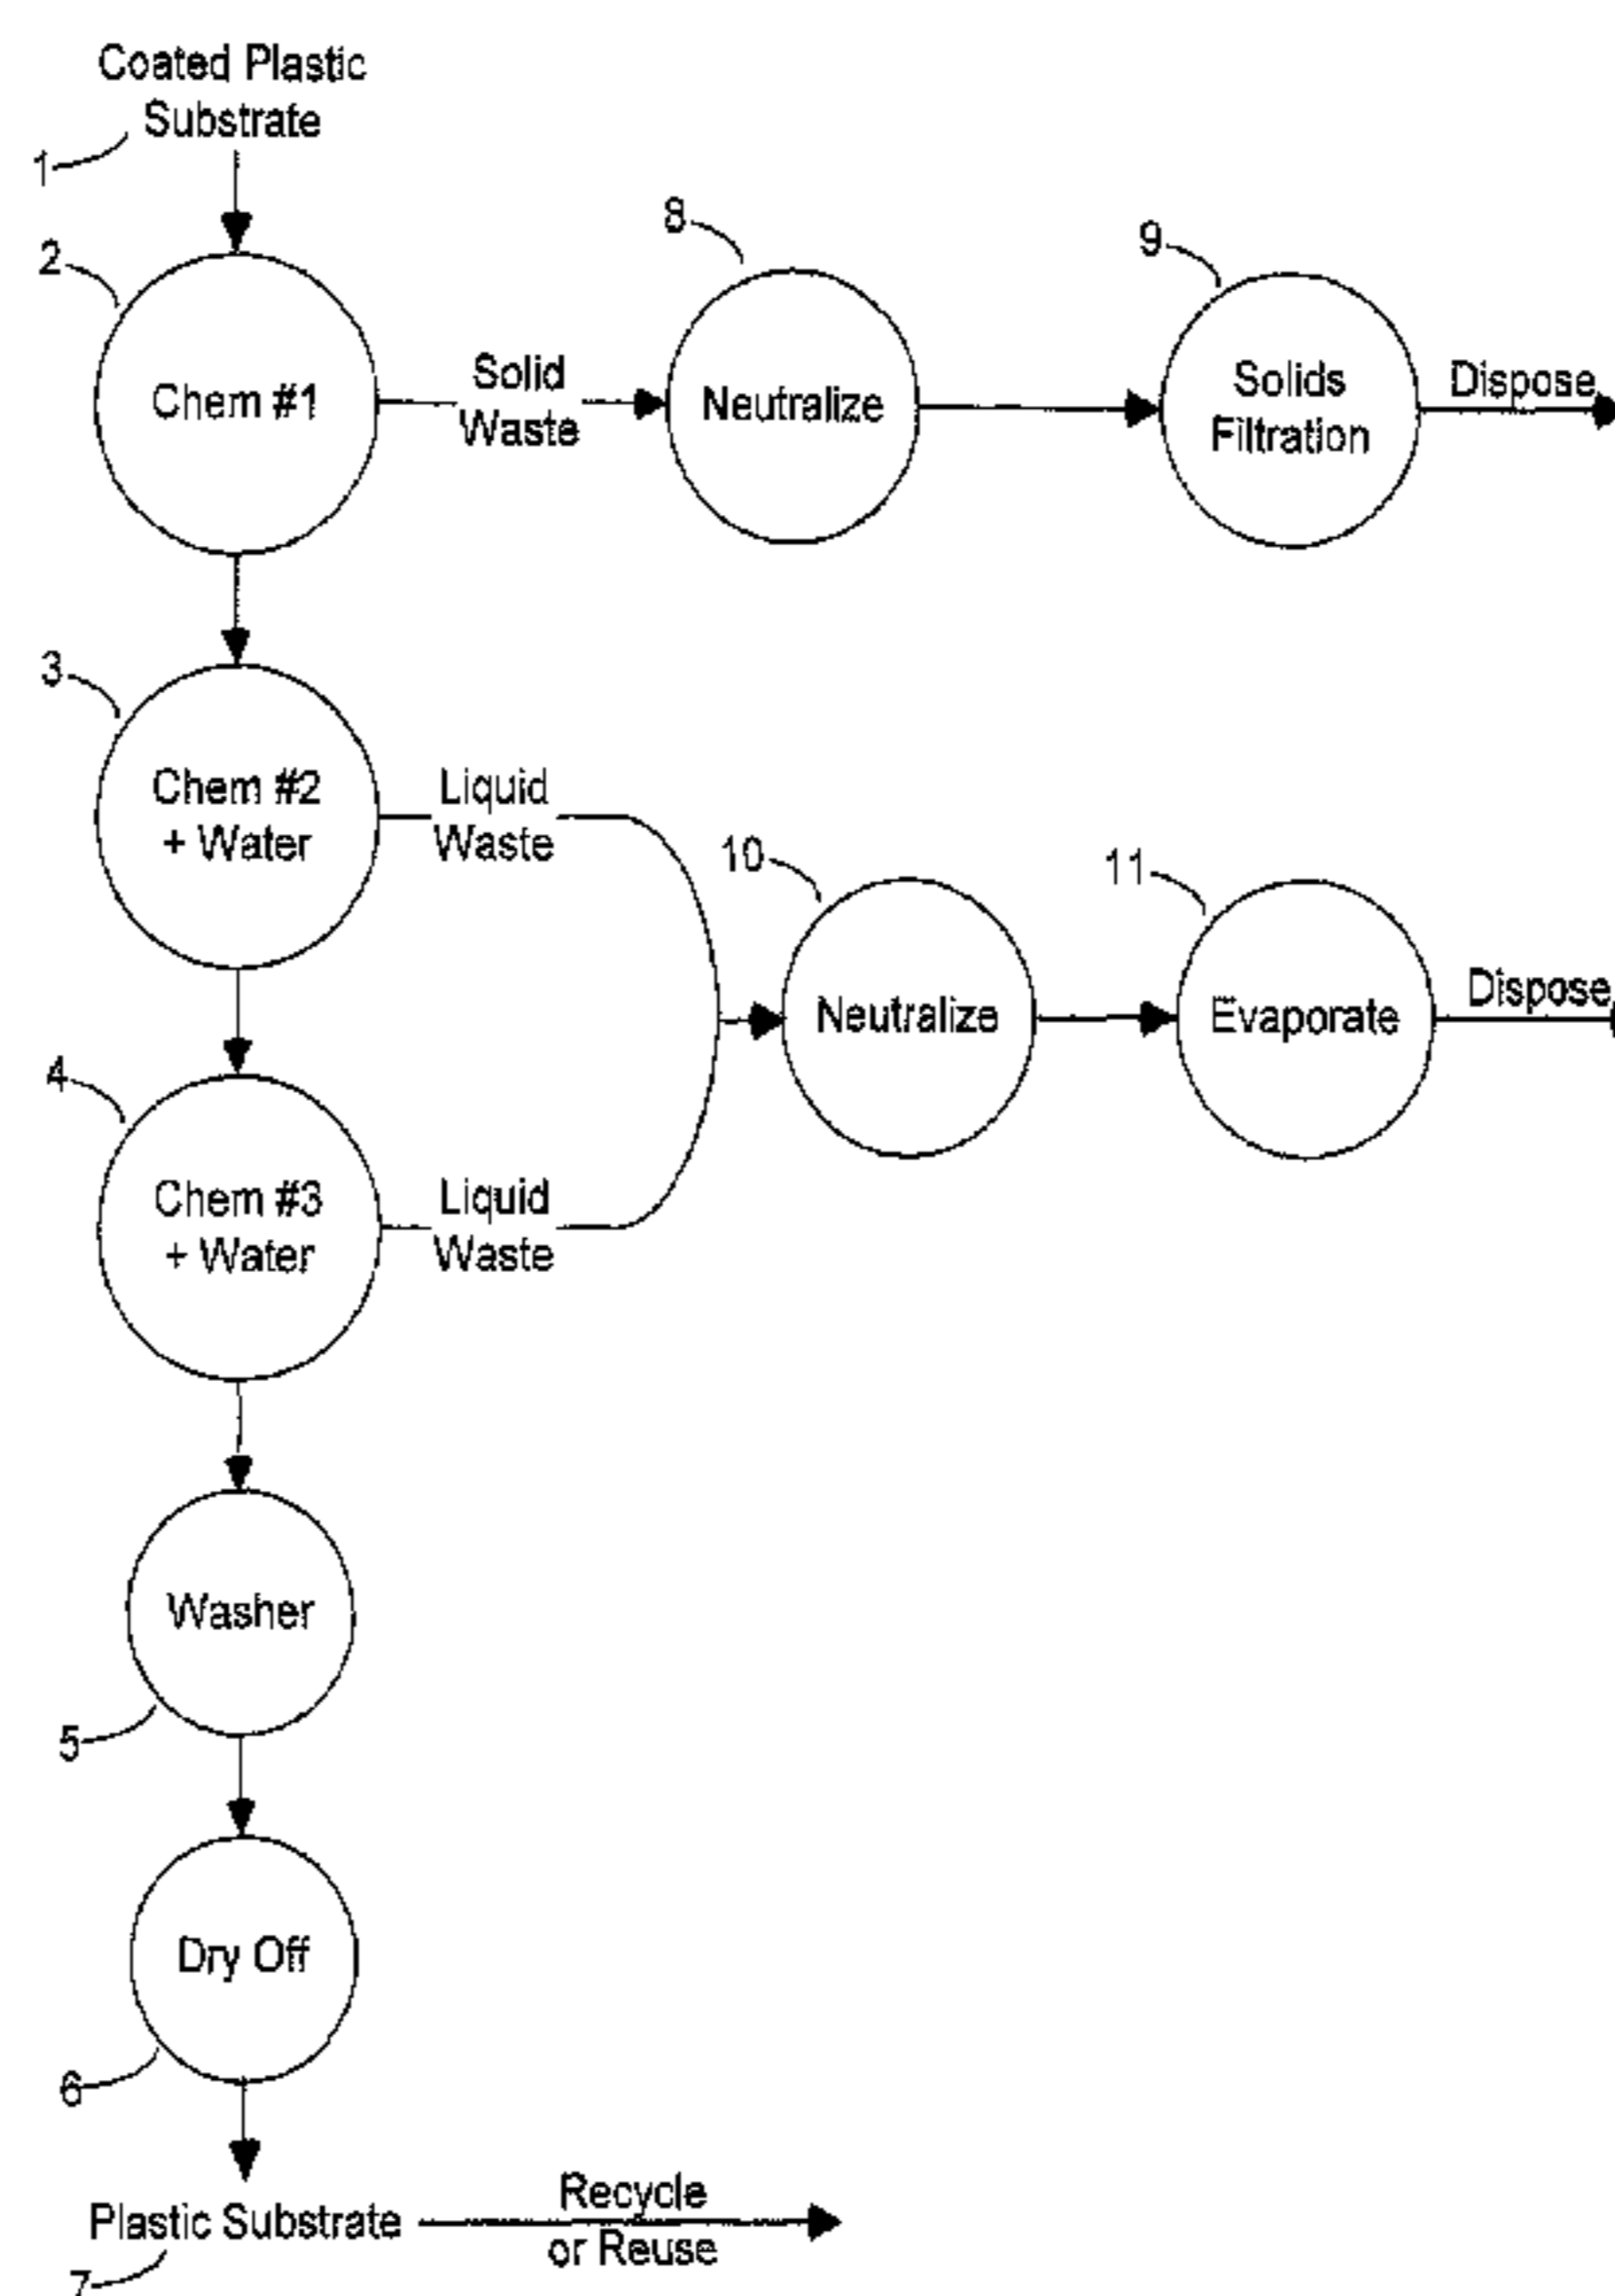 Coated Plastic
Substrate
1
2
8
9
Chem #1
Solid
Waste
Neutralize
Solids
Filtration
Dispose
3
Chem #2
+ Water
Liquid
Waste
10
11
Neutralize
Evaporate
Dispose
4
Chem #3
+ Water
Liquid
Waste
Washer
5
Dry Off
6
Plastic Substrate
Recycle
or Reuse
7